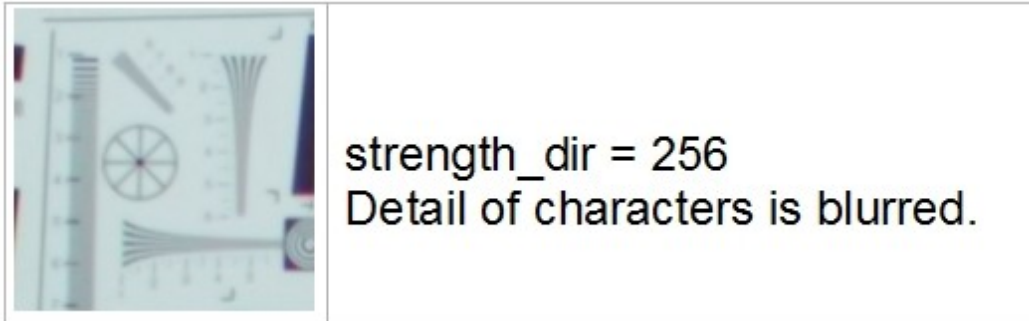 strength_dir = 256
Detail of characters is blurred.